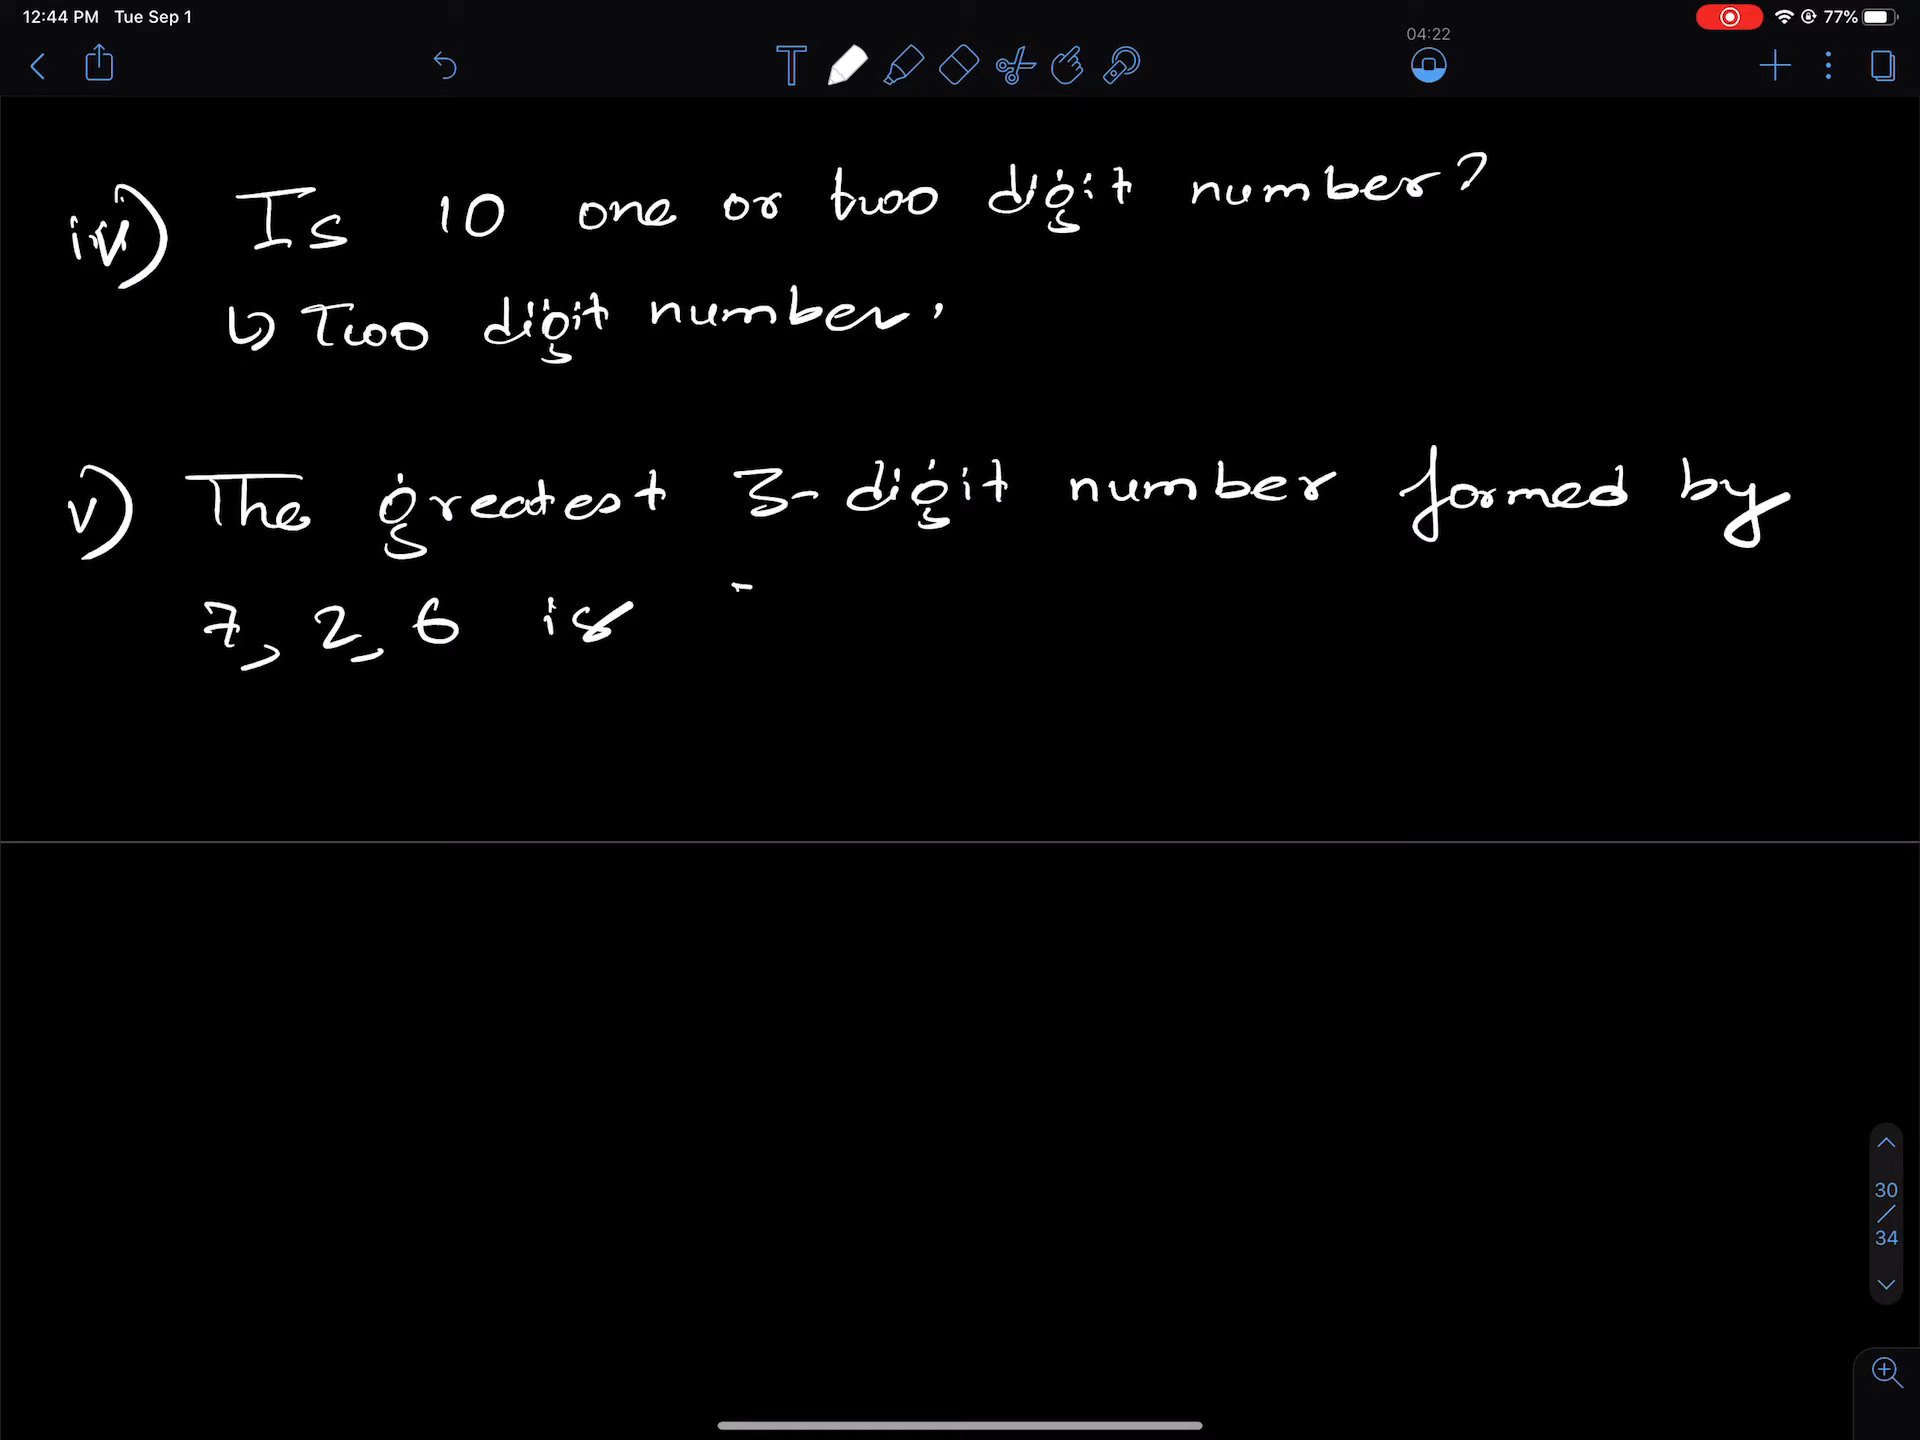 12:44 PM Tue Sep 1
77%
04:22
iv) Is 10 one or two digit number?
↳ Two digit number.
v) The greatest 3-digit number formed by
7, 2, 6 is -
30
/
34